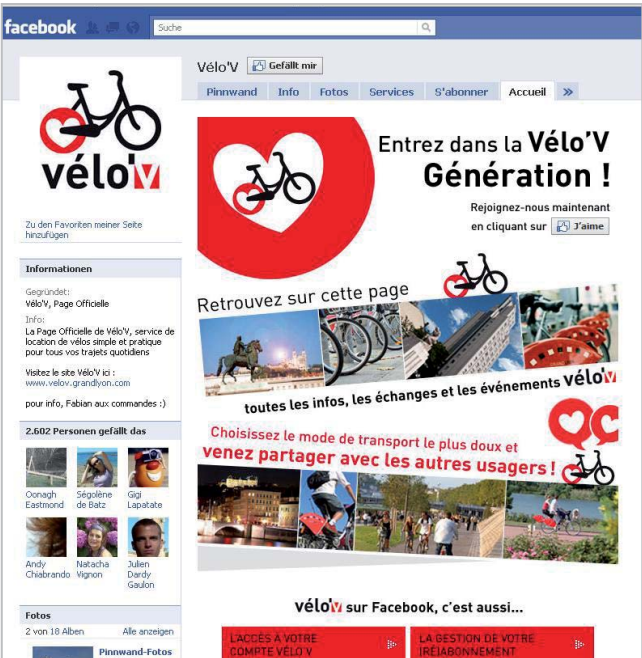 facebook
Suche
Vélo'V Gefällt mir
Pinnwand Info Fotos Services S'abonner Accueil »
vélo'v
Zu den Favoriten meiner Seite
hinzufügen
Informationen
Gegründet:
Vélo'V, Page Officielle
Info:
La Page Officielle de Vélo'V, service de
location de vélos simple et pratique
pour tous vos trajets quotidiens
Visitez le site Vélo'V ici :
www.velov.grandlyon.com
pour info, Fabian aux commandes :)
2.602 Personen gefällt das
Oonagh
Eastmond
Ségolène
de Batz
Gigi
Lapatate
Andy
Chiabrando
Natacha
Vignon
Julien
Dardy
Gaulon
Fotos
2 von 18 Alben Alle anzeigen
Pinnwand-Fotos
Entrez dans la Vélo'V
Génération !
Rejoignez-nous maintenant
en cliquant sur J'aime
Retrouvez sur cette page
toutes les infos, les échanges et les événements vélo'v
Choisissez le mode de transport le plus doux et
venez partager avec les autres usagers !
vélo'v sur Facebook, c'est aussi...
L'ACCÈS À VOTRE
COMPTE VÉLO'V
LA GESTION DE VOTRE
(RÉ)ABONNEMENT